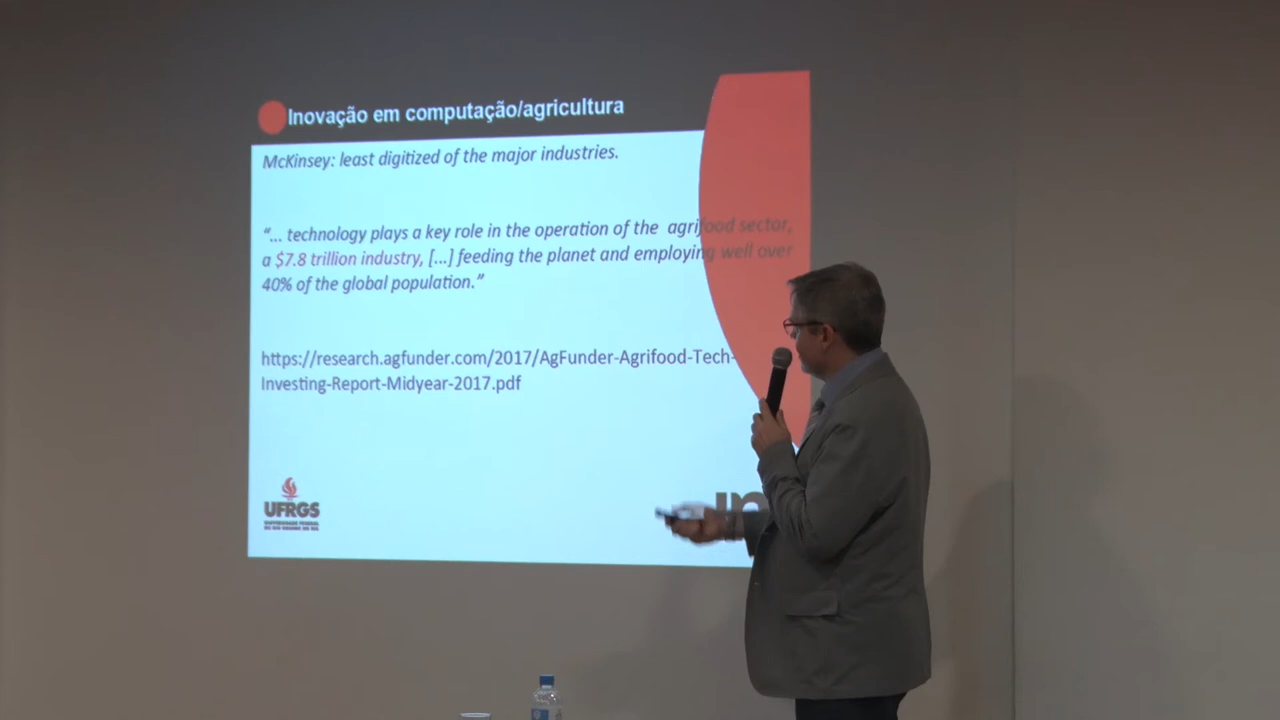 Inovação em computação/agricultura
McKinsey: least digitized of the major industries.
“... technology plays a key role in the operation of the agrifood sector,
a $7.8 trillion industry, [...] feeding the planet and employing well over
40% of the global population.”
https://research.agfunder.com/2017/AgFunder-Agrifood-Tech-
Investing-Report-Midyear-2017.pdf
UFRGS
UNIVERSIDADE FEDERAL
DO RIO GRANDE DO SUL